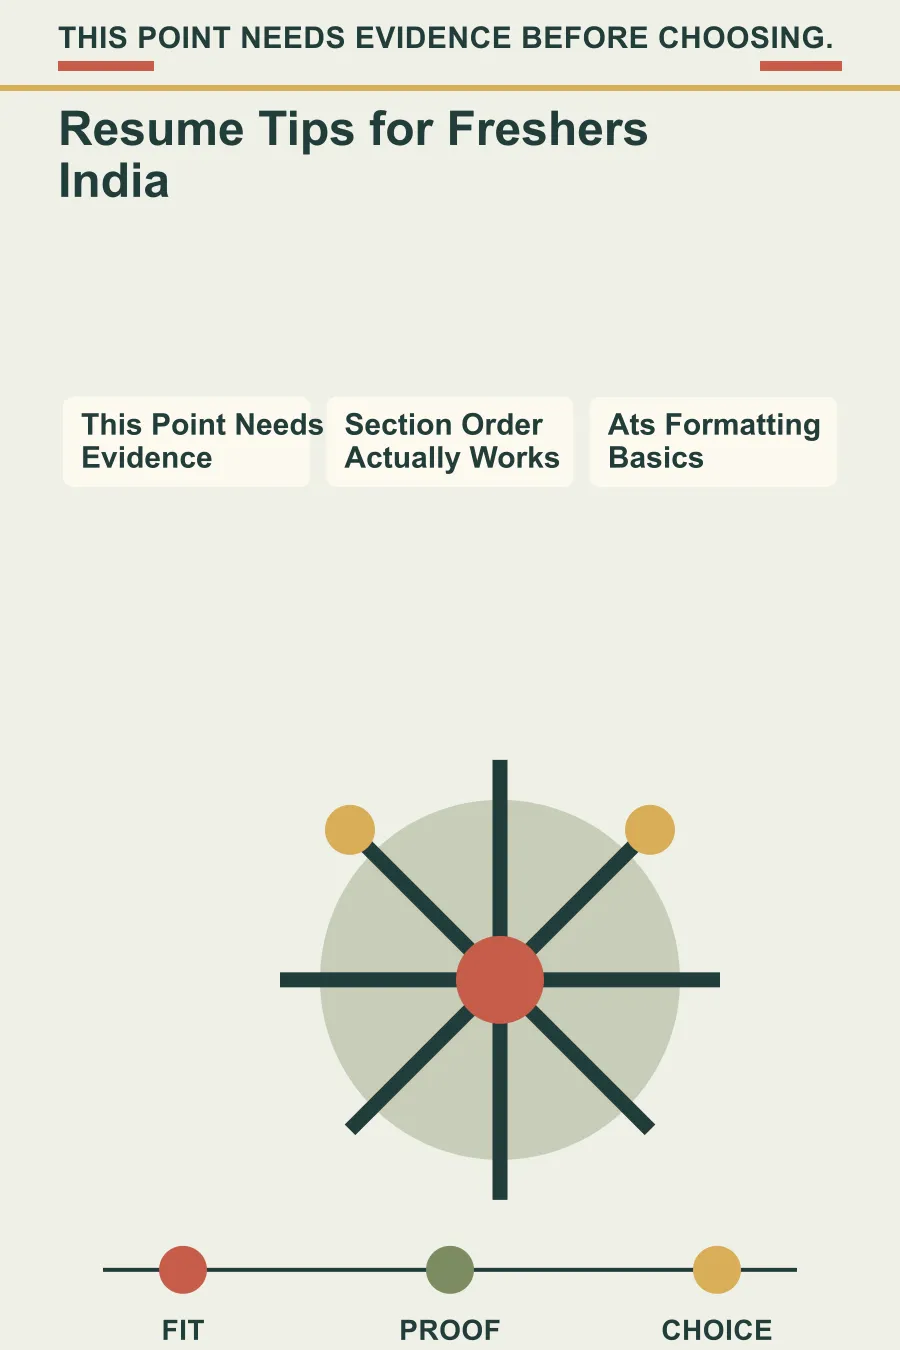 THIS POINT NEEDS EVIDENCE BEFORE CHOOSING.
Resume Tips for Freshers
India
This Point Needs
Evidence
Section Order
Actually Works
Ats Formatting
Basics
FIT
PROOF
CHOICE